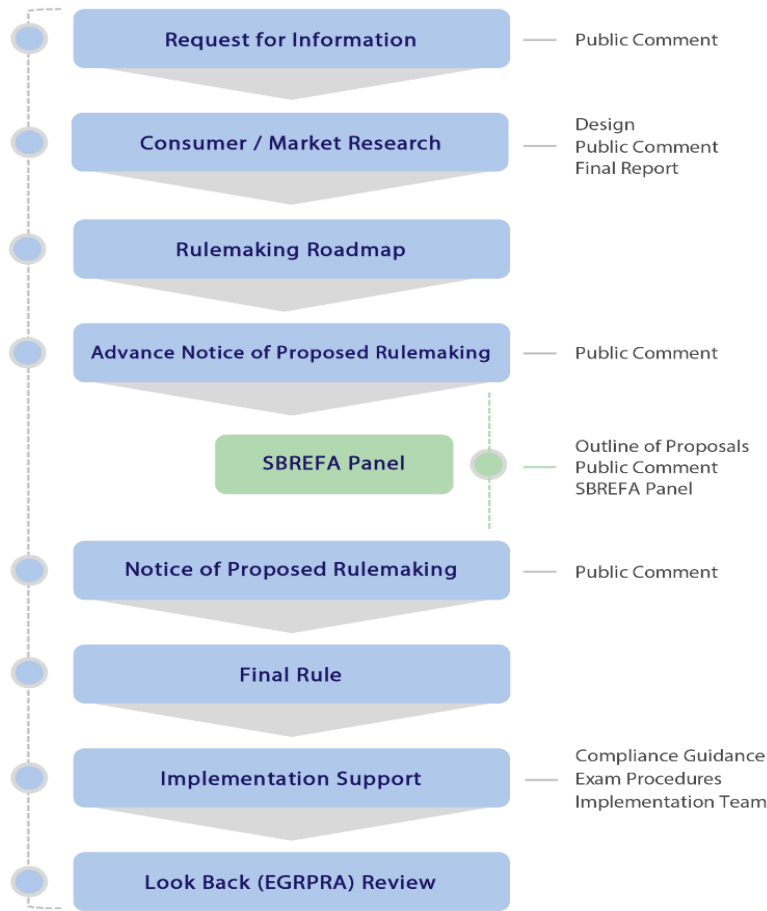 Request for Information
Public Comment
Consumer / Market Research
Design
Public Comment
Final Report
Rulemaking Roadmap
Advance Notice of Proposed Rulemaking
Public Comment
SBREFA Panel
Outline of Proposals
Public Comment
SBREFA Panel
Notice of Proposed Rulemaking
Public Comment
Final Rule
Implementation Support
Compliance Guidance
Exam Procedures
Implementation Team
Look Back (EGRPRA) Review